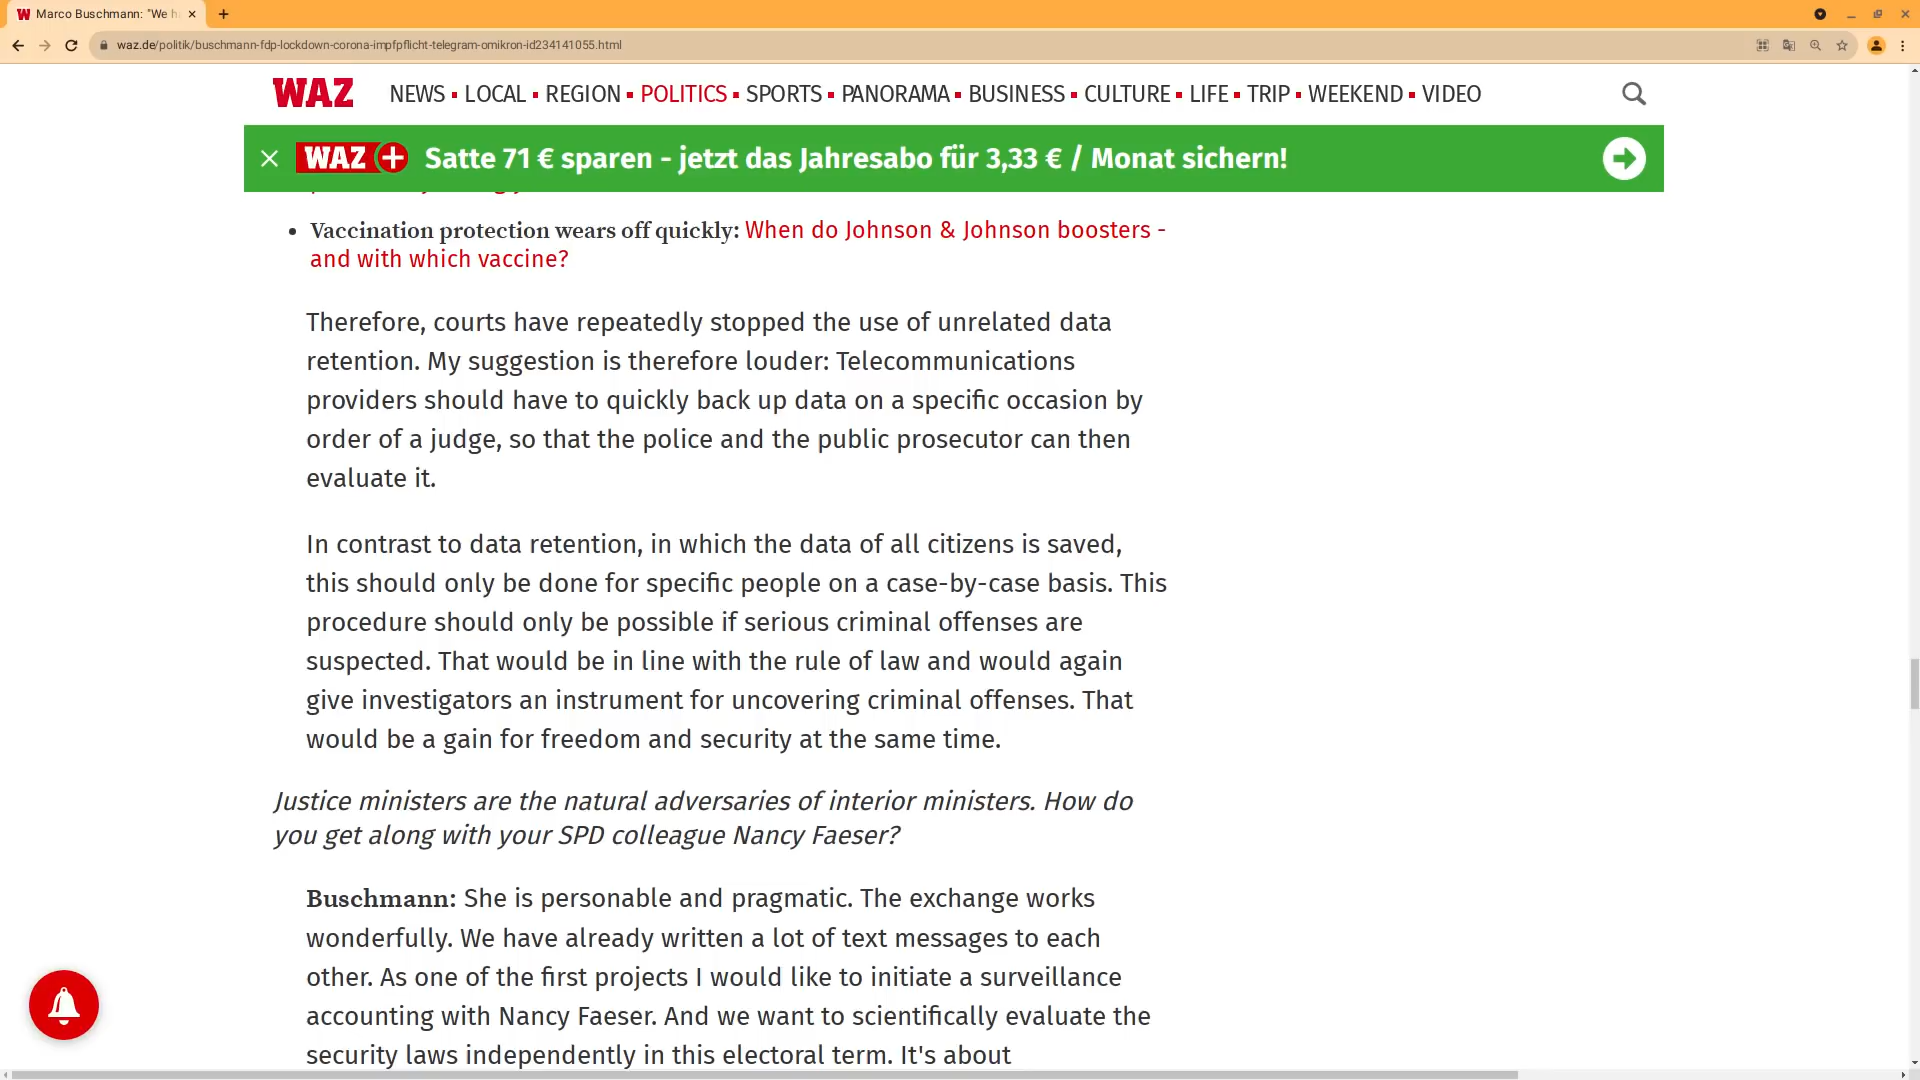 Marco Buschmann: "We h
waz.de/politik/buschmann-fdp-lockdown-corona-impfpflicht-telegram-omikron-id234141055.html
WAZ NEWS LOCAL REGION POLITICS SPORTS PANORAMA BUSINESS CULTURE LIFE TRIP WEEKEND VIDEO
WAZ + Satte 71 € sparen - jetzt das Jahresabo für 3,33 € / Monat sichern!
• Vaccination protection wears off quickly: When do Johnson & Johnson boosters -
and with which vaccine?
Therefore, courts have repeatedly stopped the use of unrelated data
retention. My suggestion is therefore louder: Telecommunications
providers should have to quickly back up data on a specific occasion by
order of a judge, so that the police and the public prosecutor can then
evaluate it.
In contrast to data retention, in which the data of all citizens is saved,
this should only be done for specific people on a case-by-case basis. This
procedure should only be possible if serious criminal offenses are
suspected. That would be in line with the rule of law and would again
give investigators an instrument for uncovering criminal offenses. That
would be a gain for freedom and security at the same time.
Justice ministers are the natural adversaries of interior ministers. How do
you get along with your SPD colleague Nancy Faeser?
Buschmann: She is personable and pragmatic. The exchange works
wonderfully. We have already written a lot of text messages to each
other. As one of the first projects I would like to initiate a surveillance
accounting with Nancy Faeser. And we want to scientifically evaluate the
security laws independently in this electoral term. It's about